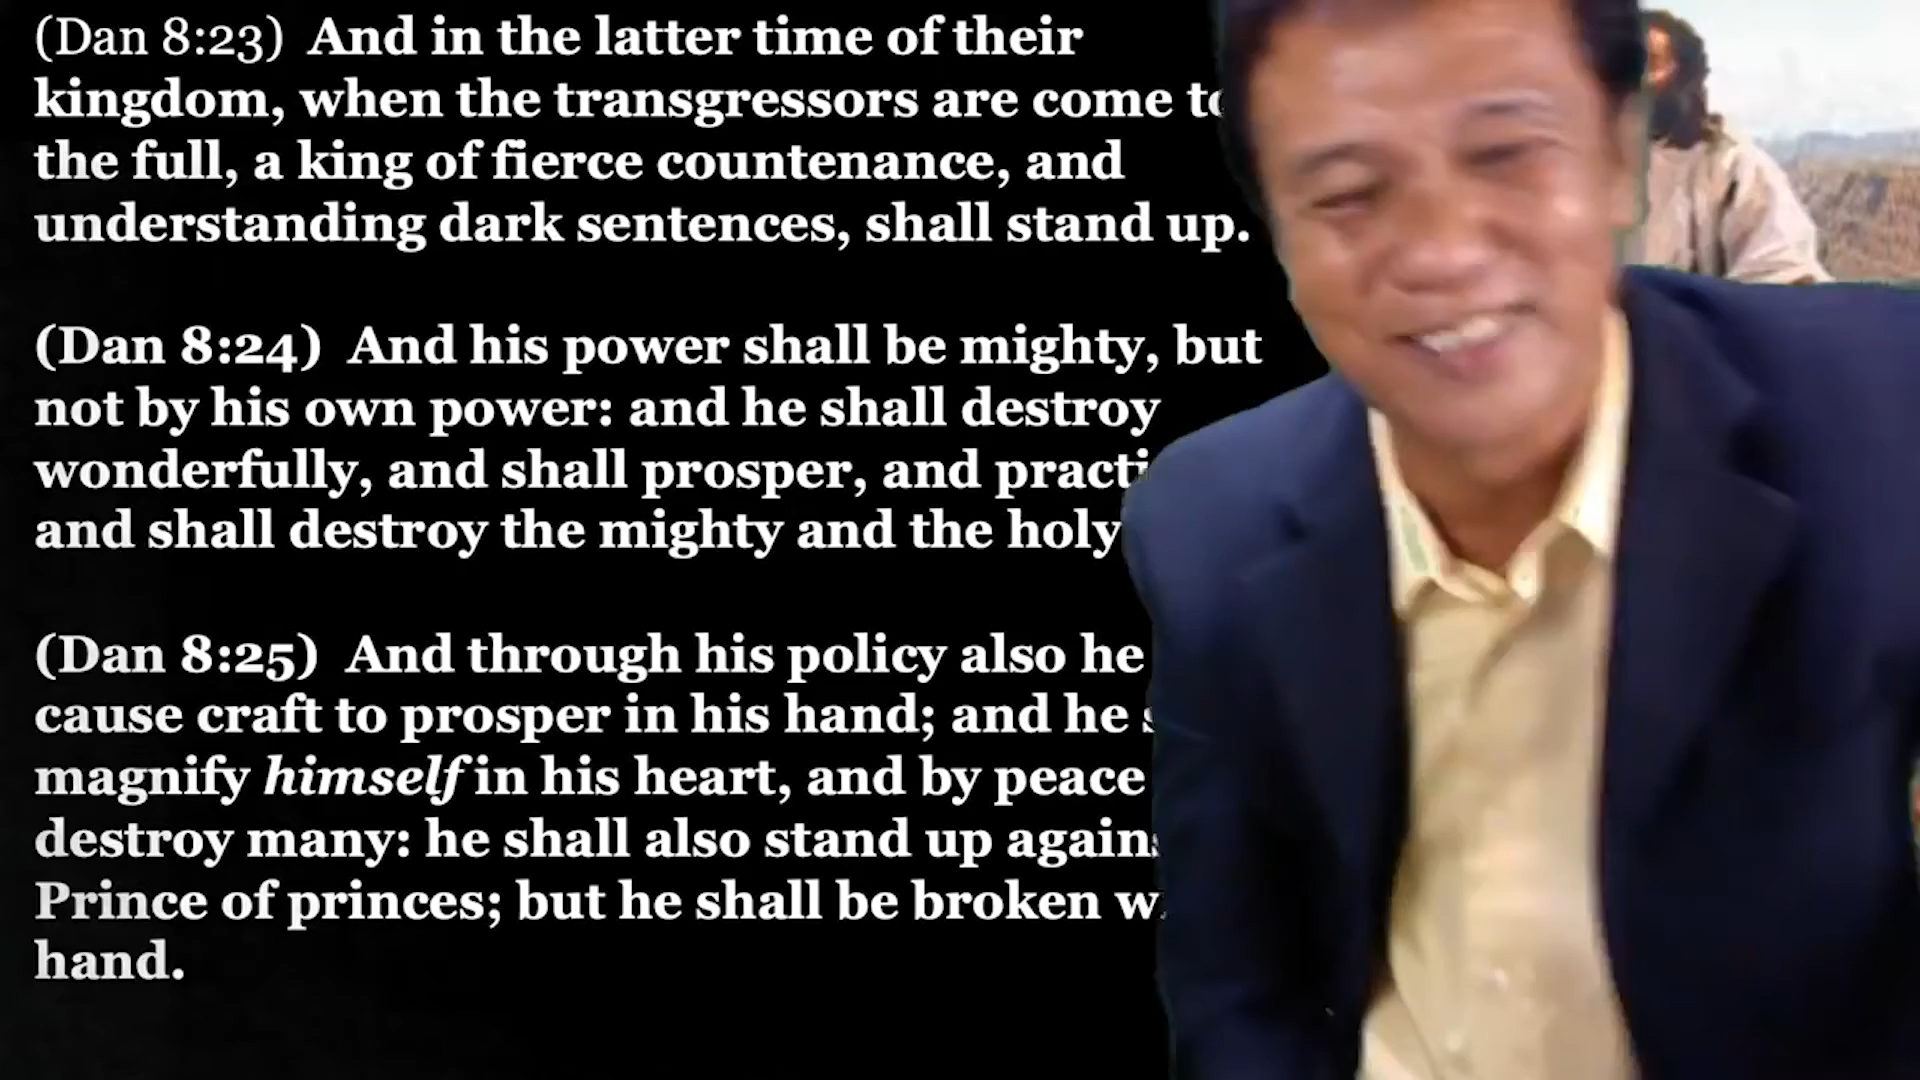 (Dan 8:23) And in the latter time of their
kingdom, when the transgressors are come to
the full, a king of fierce countenance, and
understanding dark sentences, shall stand up.
(Dan 8:24) And his power shall be mighty, but
not by his own power: and he shall destroy
wonderfully, and shall prosper, and
and shall destroy the mighty and the holy
(Dan 8:25) And through his policy also he
cause craft to prosper in his hand; and he
magnify himself in his heart, and by peace
destroy many: he shall also stand up
Prince of princes; but he shall be broken
hand.